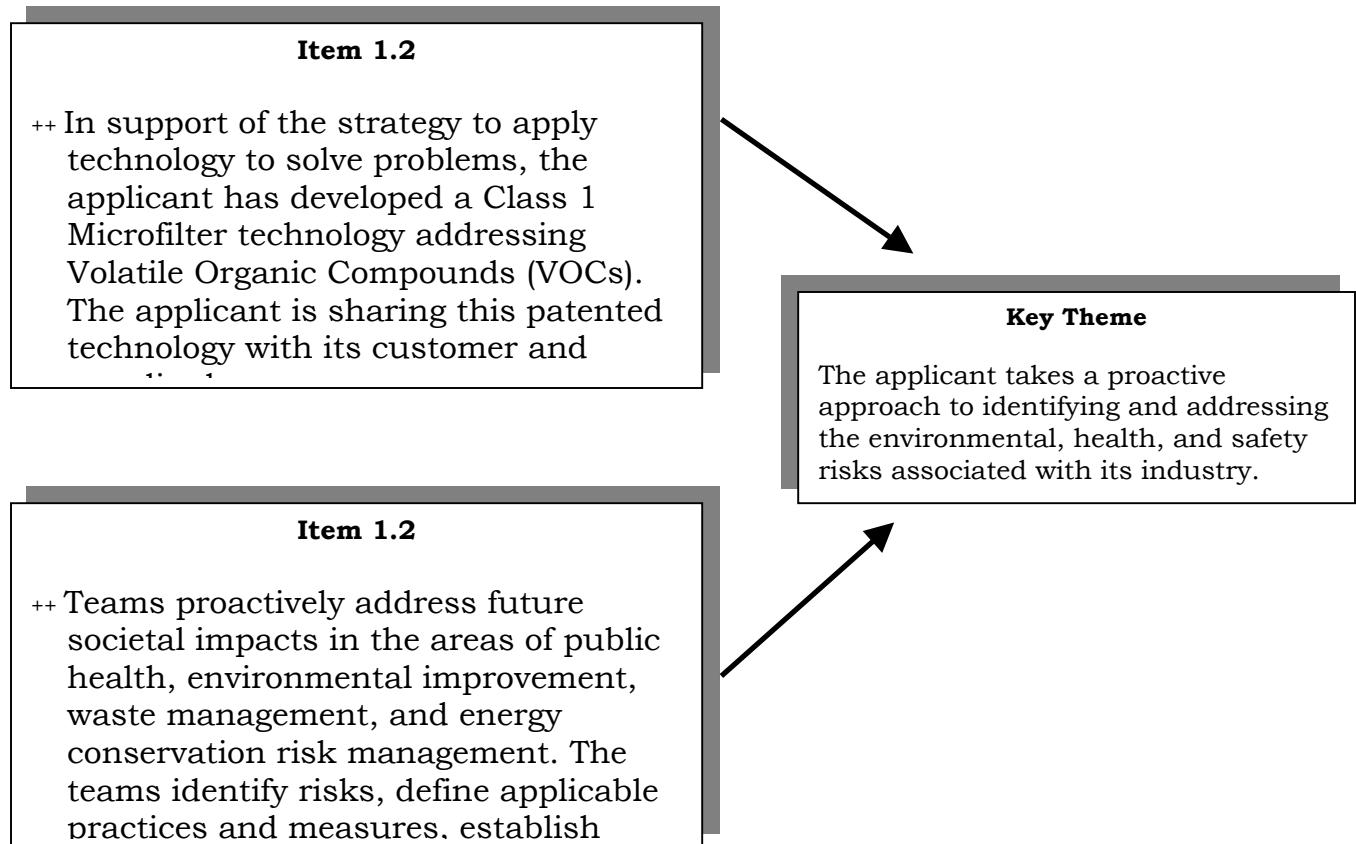 Item 1.2
++ In support of the strategy to apply
technology to solve problems, the
applicant has developed a Class 1
Microfilter technology addressing
Volatile Organic Compounds (VOCs).
The applicant is sharing this patented
technology with its customer and
Key Theme
The applicant takes a proactive
approach to identifying and addressing
the environmental, health, and safety
risks associated with its industry.
Item 1.2
++ Teams proactively address future
societal impacts in the areas of public
health, environmental improvement,
waste management, and energy
conservation risk management. The
teams identify risks, define applicable
practices and measures, establish